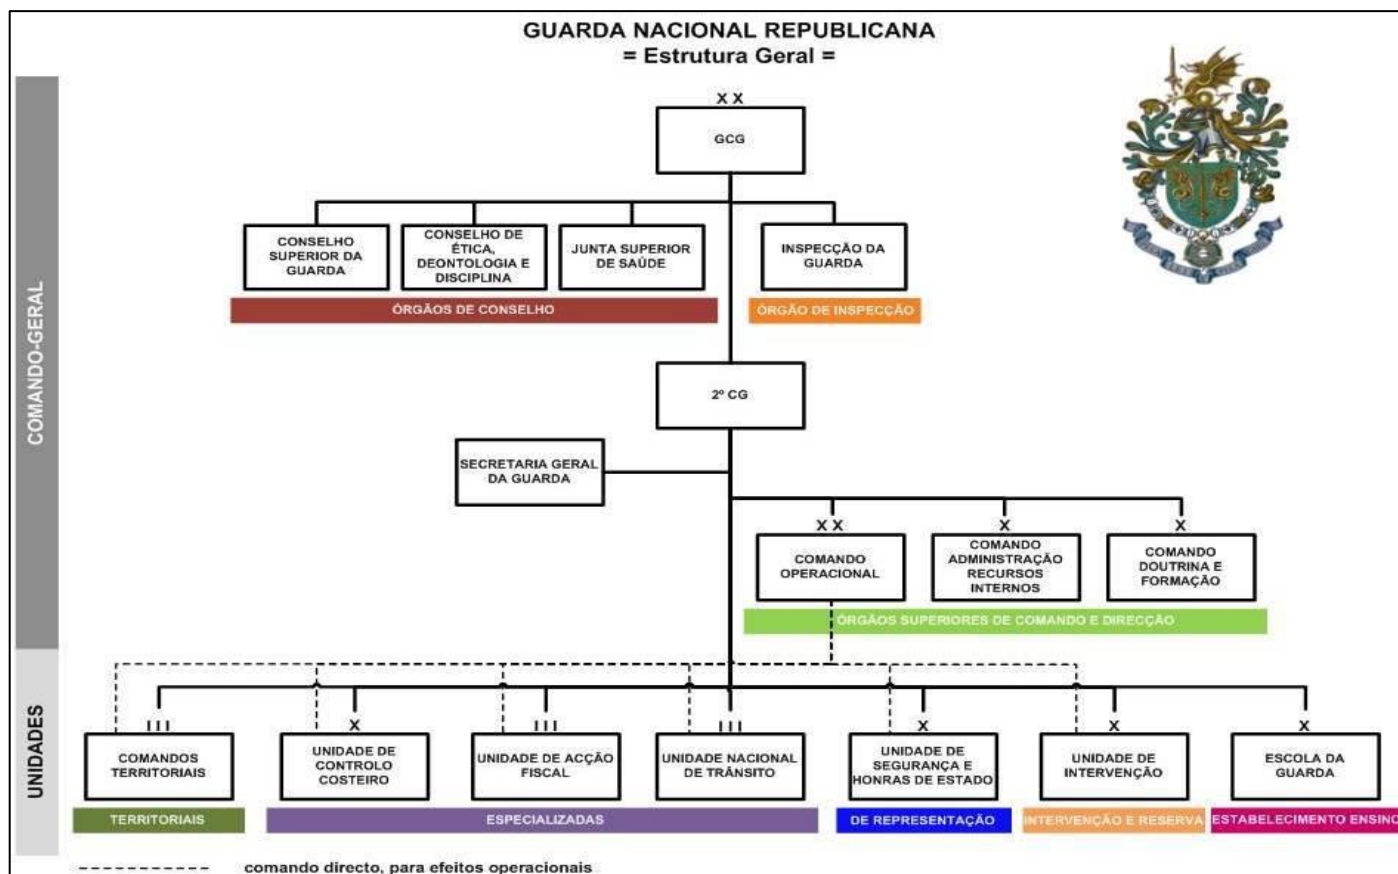 GUARDA NACIONAL REPUBLICANA
= Estrutura Geral =
COMANDO-GERAL
X X
GCG
CONSELHO
SUPERIOR DA
GUARDA
CONSELHO DE
ÉTICA,
DEONTOLOGIA E
DISCIPLINA
JUNTA SUPERIOR
DE SAÚDE
INSPECÇÃO DA
GUARDA
ÓRGÃOS DE CONSELHO
ÓRGÃO DE INSPECÇÃO
2º CG
SECRETARIA GERAL
DA GUARDA
X X
COMANDO
OPERACIONAL
X
COMANDO
ADMINISTRAÇÃO
RECURSOS
INTERNOS
X
COMANDO
DOUTRINA E
FORMAÇÃO
ÓRGÃOS SUPERIORES DE COMANDO E DIRECÇÃO
UNIDADES
III
COMANDOS
TERRITORIAIS
X
UNIDADE DE
CONTROLO
COSTEIRO
III
UNIDADE DE ACÇÃO
FISCAL
III
UNIDADE NACIONAL
DE TRÂNSITO
X
UNIDADE DE
SEGURANÇA E
HONRAS DE ESTADO
X
UNIDADE DE
INTERVENÇÃO
X
ESCOLA DA
GUARDA
TERRITORIAIS
ESPECIALIZADAS
DE REPRESENTAÇÃO
INTERVENÇÃO E RESERVA
ESTABELECIMENTO ENSINO
comando directo, para efeitos operacionais